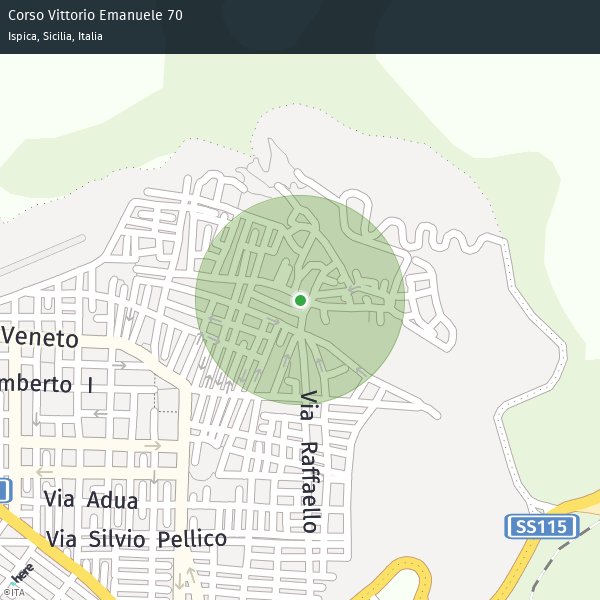 Corso Vittorio Emanuele 70
Ispica, Sicilia, Italia
Veneto
mberto I
Via Raffaello
Via Adua
SS115
Via Silvio Pellico
here
©ITA